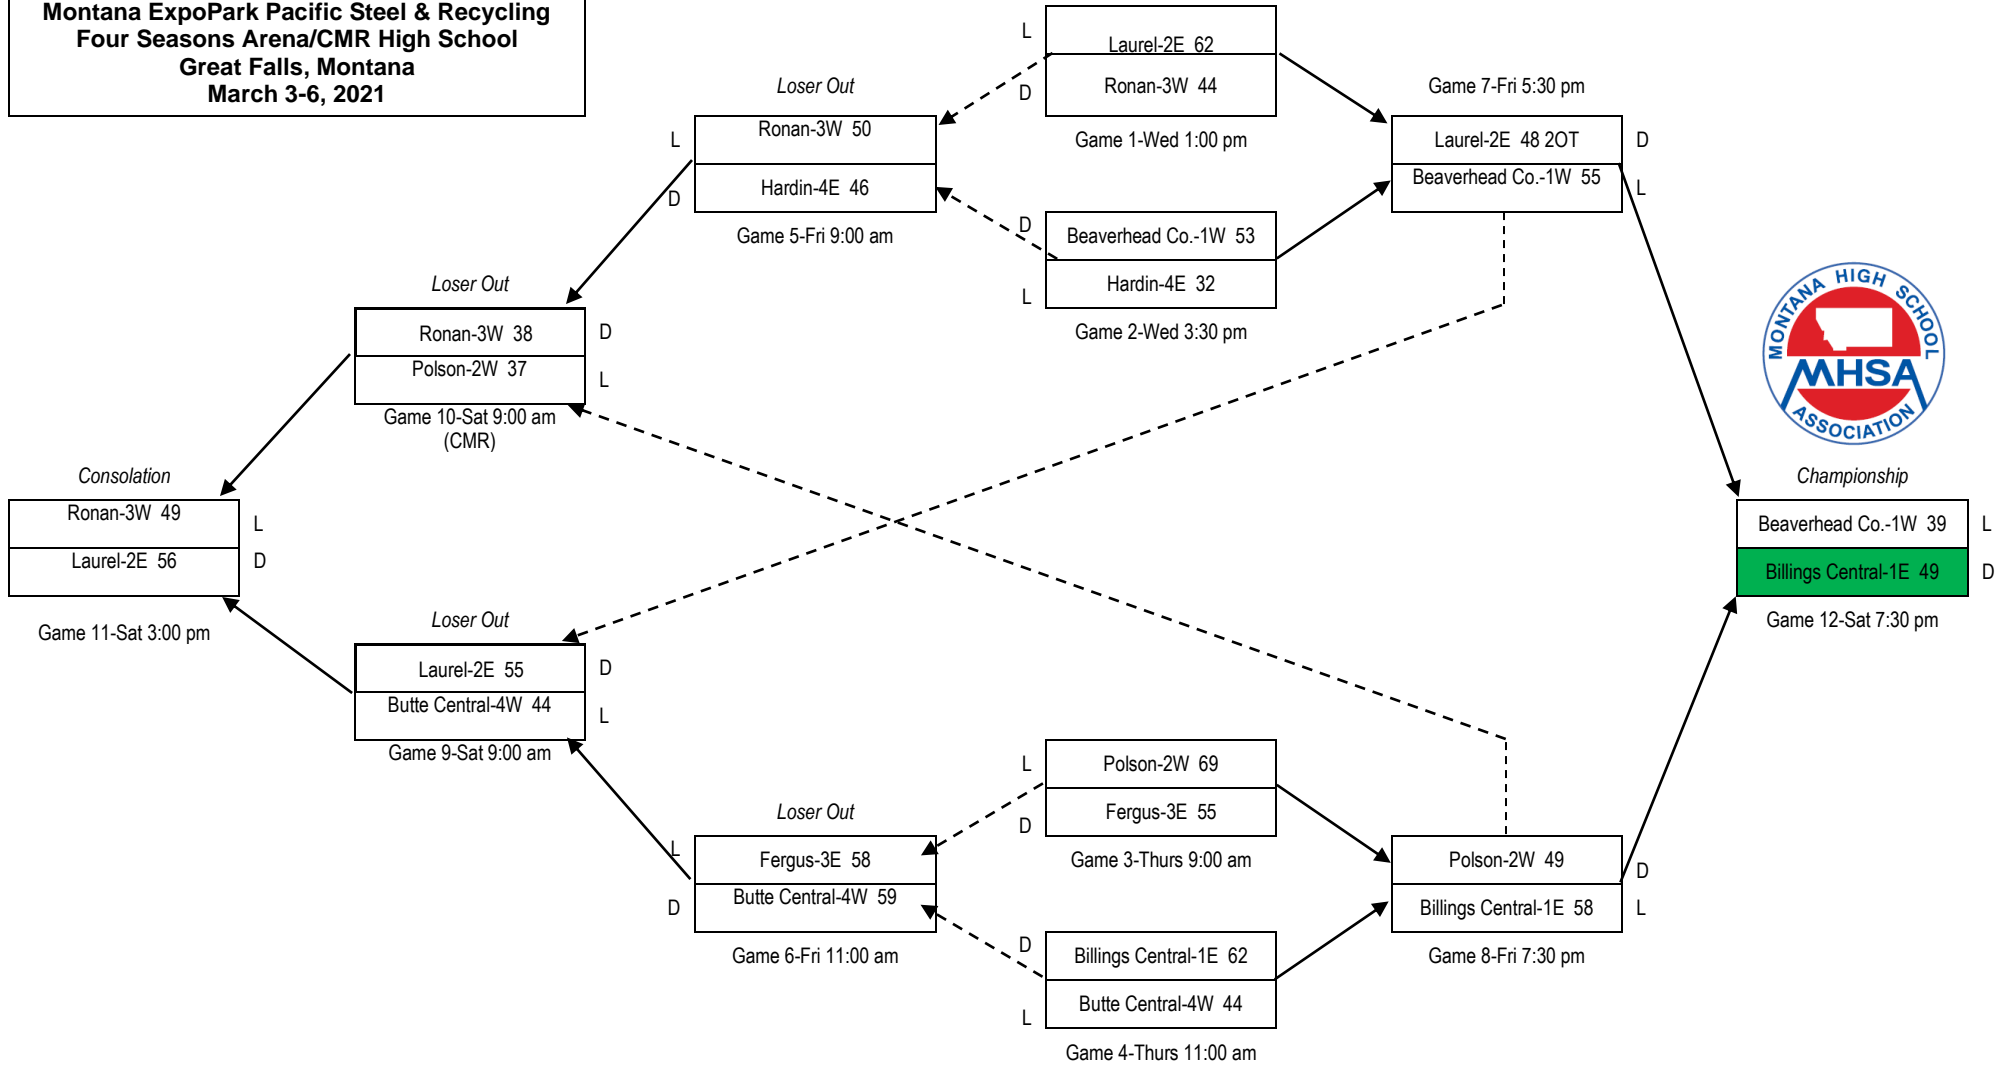 Montana ExpoPark Pacific Steel & Recycling
Four Seasons Arena/CMR High School
Great Falls, Montana
March 3-6, 2021
L
Laurel-2E 62
D
Ronan-3W 44
Game 1-Wed 1:00 pm
Loser Out
L
Ronan-3W 50
D
Hardin-4E 46
Game 5-Fri 9:00 am
D
Beaverhead Co.-1W 53
L
Hardin-4E 32
Game 2-Wed 3:30 pm
Game 7-Fri 5:30 pm
Laurel-2E 48 2OT
D
Beaverhead Co.-1W 55
L
Loser Out
Ronan-3W 38
D
Polson-2W 37
L
Game 10-Sat 9:00 am
(CMR)
MONTANA HIGH SCHOOL
MHSA
ASSOCIATION
Consolation
Ronan-3W 49
L
Laurel-2E 56
D
Game 11-Sat 3:00 pm
Championship
Beaverhead Co.-1W 39
L
Billings Central-1E 49
D
Game 12-Sat 7:30 pm
Loser Out
Laurel-2E 55
D
Butte Central-4W 44
L
Game 9-Sat 9:00 am
L
Polson-2W 69
D
Fergus-3E 55
Game 3-Thurs 9:00 am
Loser Out
L
Fergus-3E 58
D
Butte Central-4W 59
Game 6-Fri 11:00 am
Polson-2W 49
D
Billings Central-1E 58
L
Game 8-Fri 7:30 pm
D
Billings Central-1E 62
L
Butte Central-4W 44
Game 4-Thurs 11:00 am